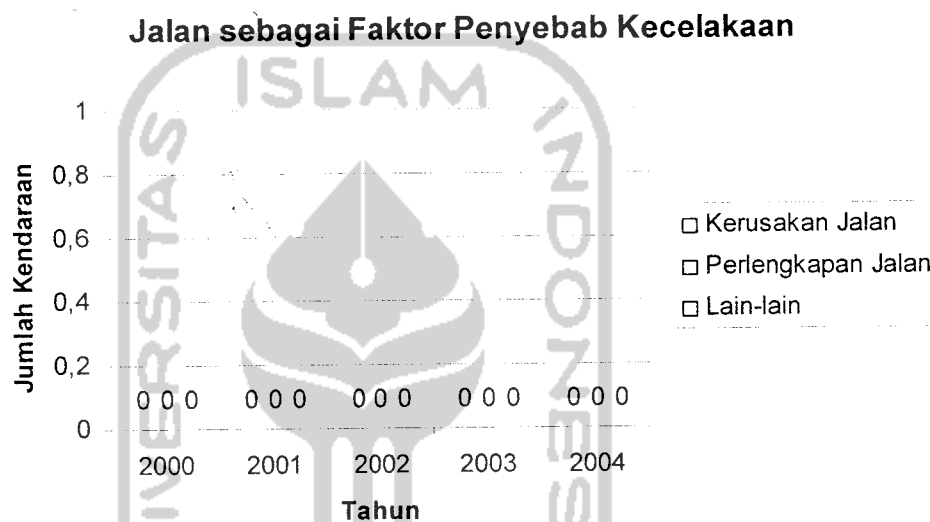 Jalan sebagai Faktor Penyebab Kecelakaan
ISLAM
UNIVERSITAS
INDONESIA
Jumlah Kendaraan
1
0,8
0,6
0,4
0,2
0
0 0 0 0 0 0 0 0 0 0 0 0 0 0 0
2000 2001 2002 2003 2004
Tahun
Kerusakan Jalan
Perlengkapan Jalan
Lain-lain